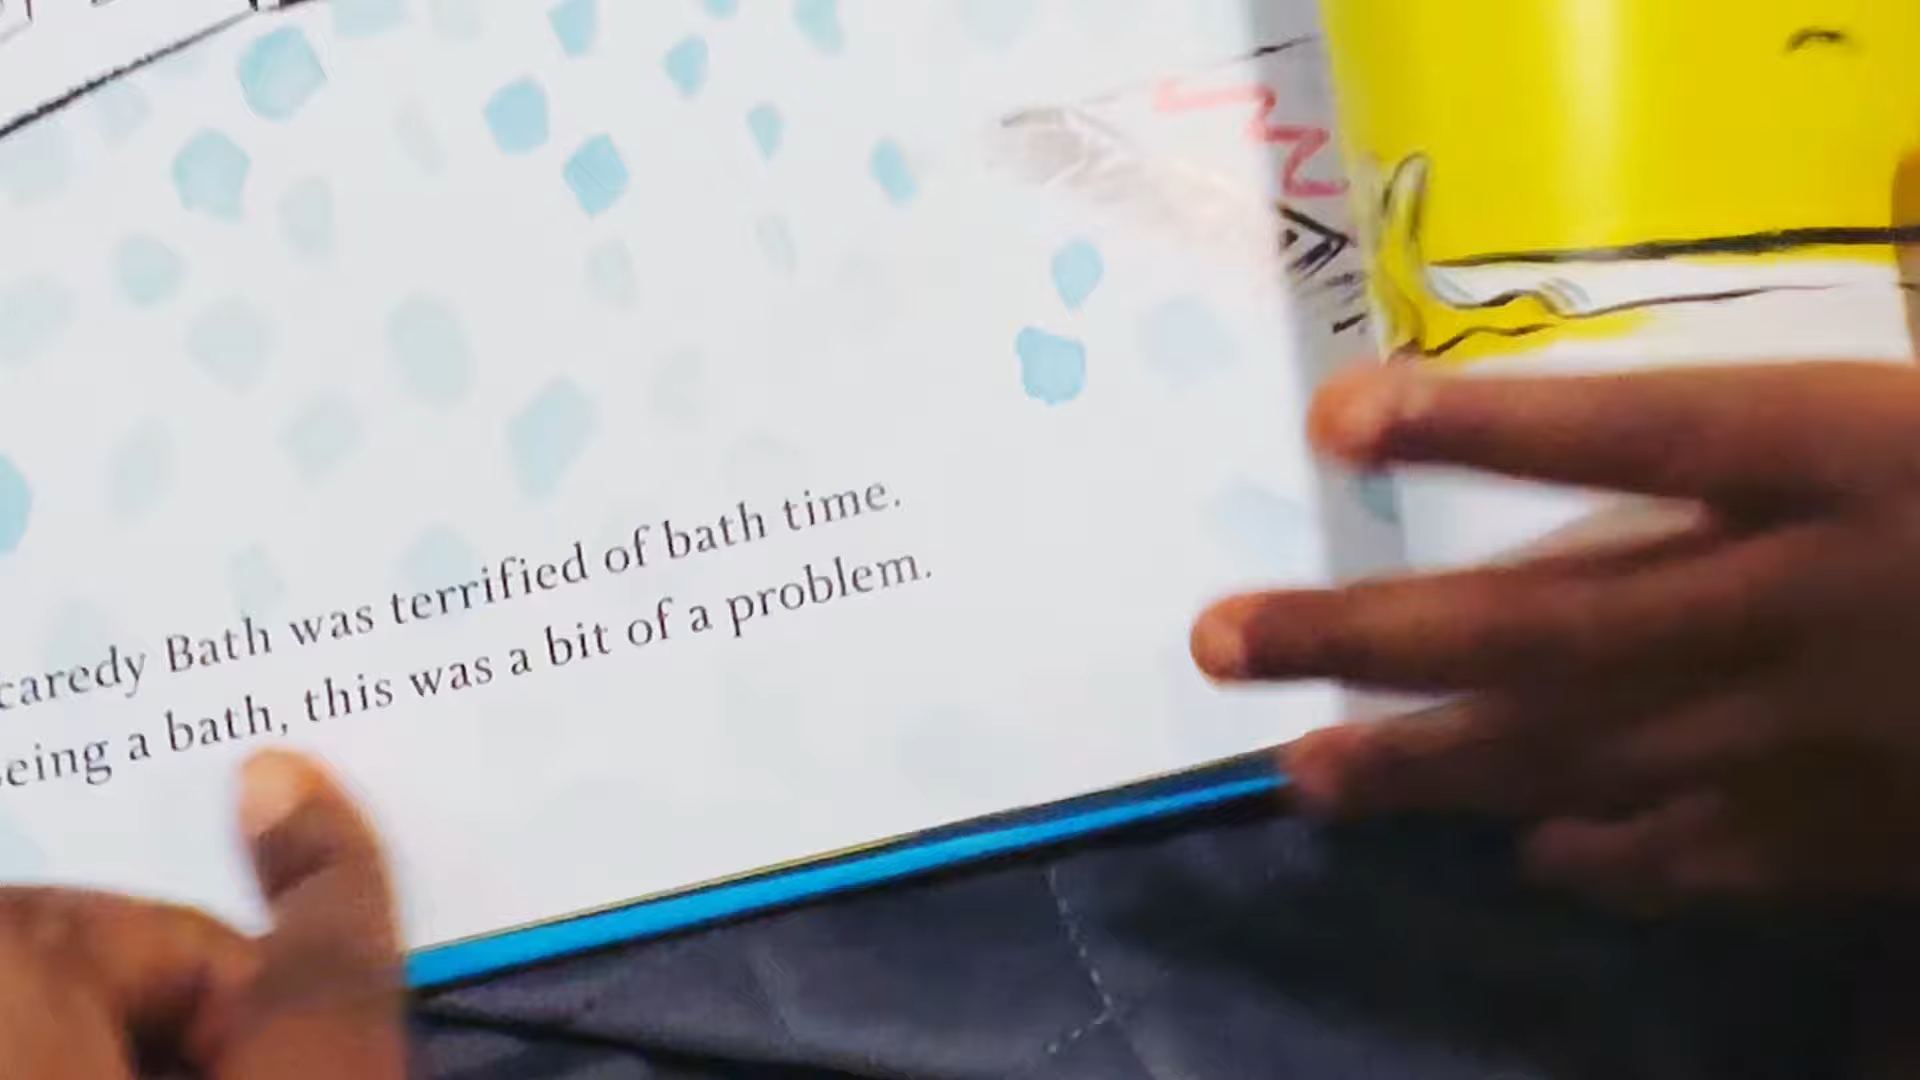 caredy Bath was terrified of bath time.
eing a bath, this was a bit of a problem.